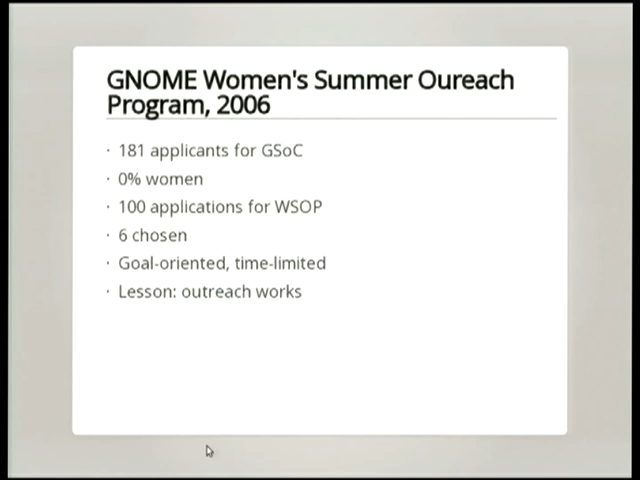 GNOME Women's Summer Oureach
Program, 2006
· 181 applicants for GSoC
· 0% women
· 100 applications for WSOP
· 6 chosen
· Goal-oriented, time-limited
· Lesson: outreach works